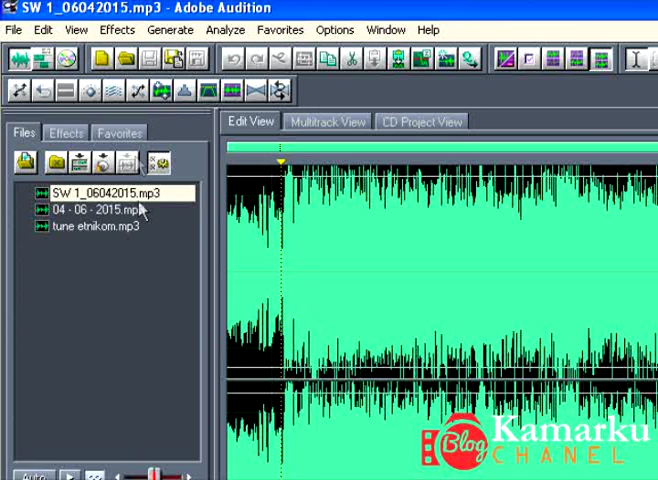 SW 1_06042015.mp3 - Adobe Audition
File Edit View Effects Generate Analyze Favorites Options Window Help
Files Effects Favorites
Edit View Multitrack View CD Project View
SW 1_06042015.mp3
04 - 06 - 2015.mp
tune etnikom.mp3
Auto
Blog Kamarku
CHANEL